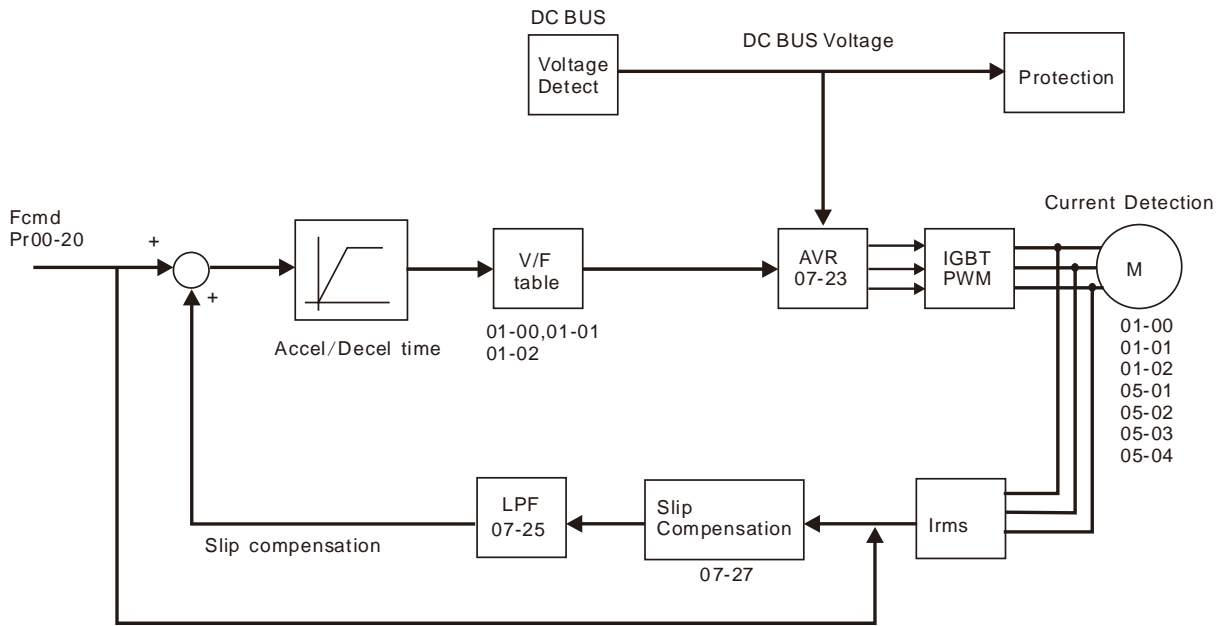 DC BUS
Voltage
Detect
DC BUS Voltage
Protection
Fcmd
Pr00-20
+
+
Accel/Decel time
V/F
table
01-00,01-01
01-02
AVR
07-23
IGBT
PWM
Current Detection
M
01-00
01-01
01-02
05-01
05-02
05-03
05-04
Slip compensation
LPF
07-25
Slip
Compensation
07-27
Irms